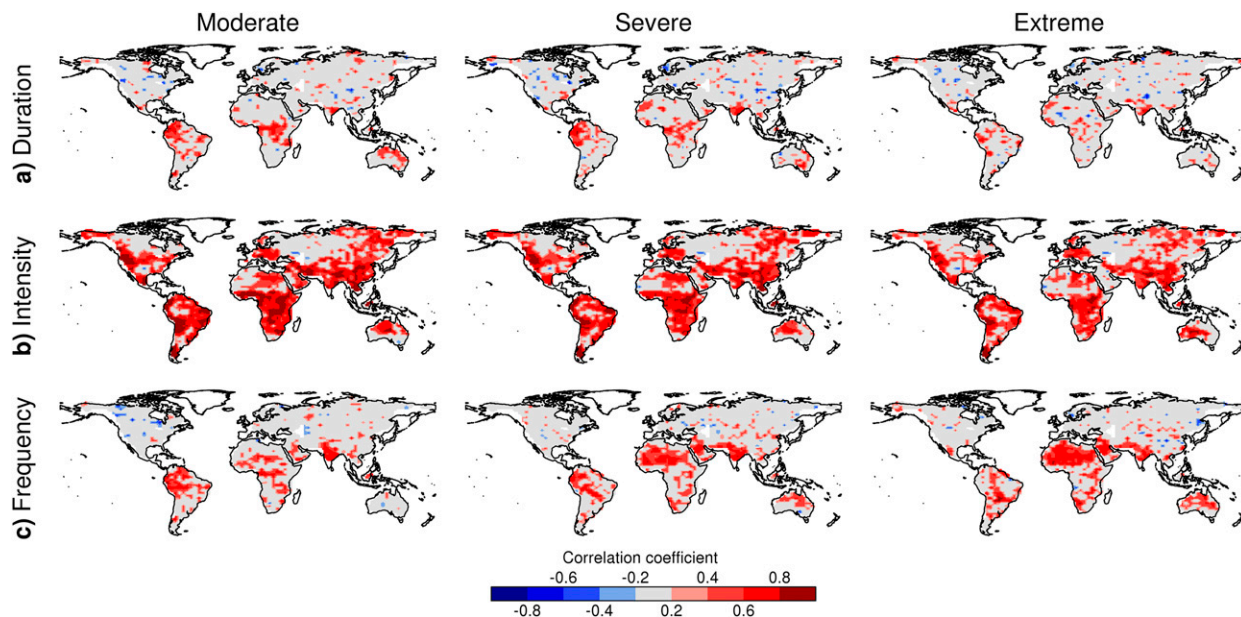 Moderate Severe Extreme
a) Duration
b) Intensity
c) Frequency
Correlation coefficient
-0.6 -0.2 0.4 0.8
-0.8 -0.4 0.2 0.6